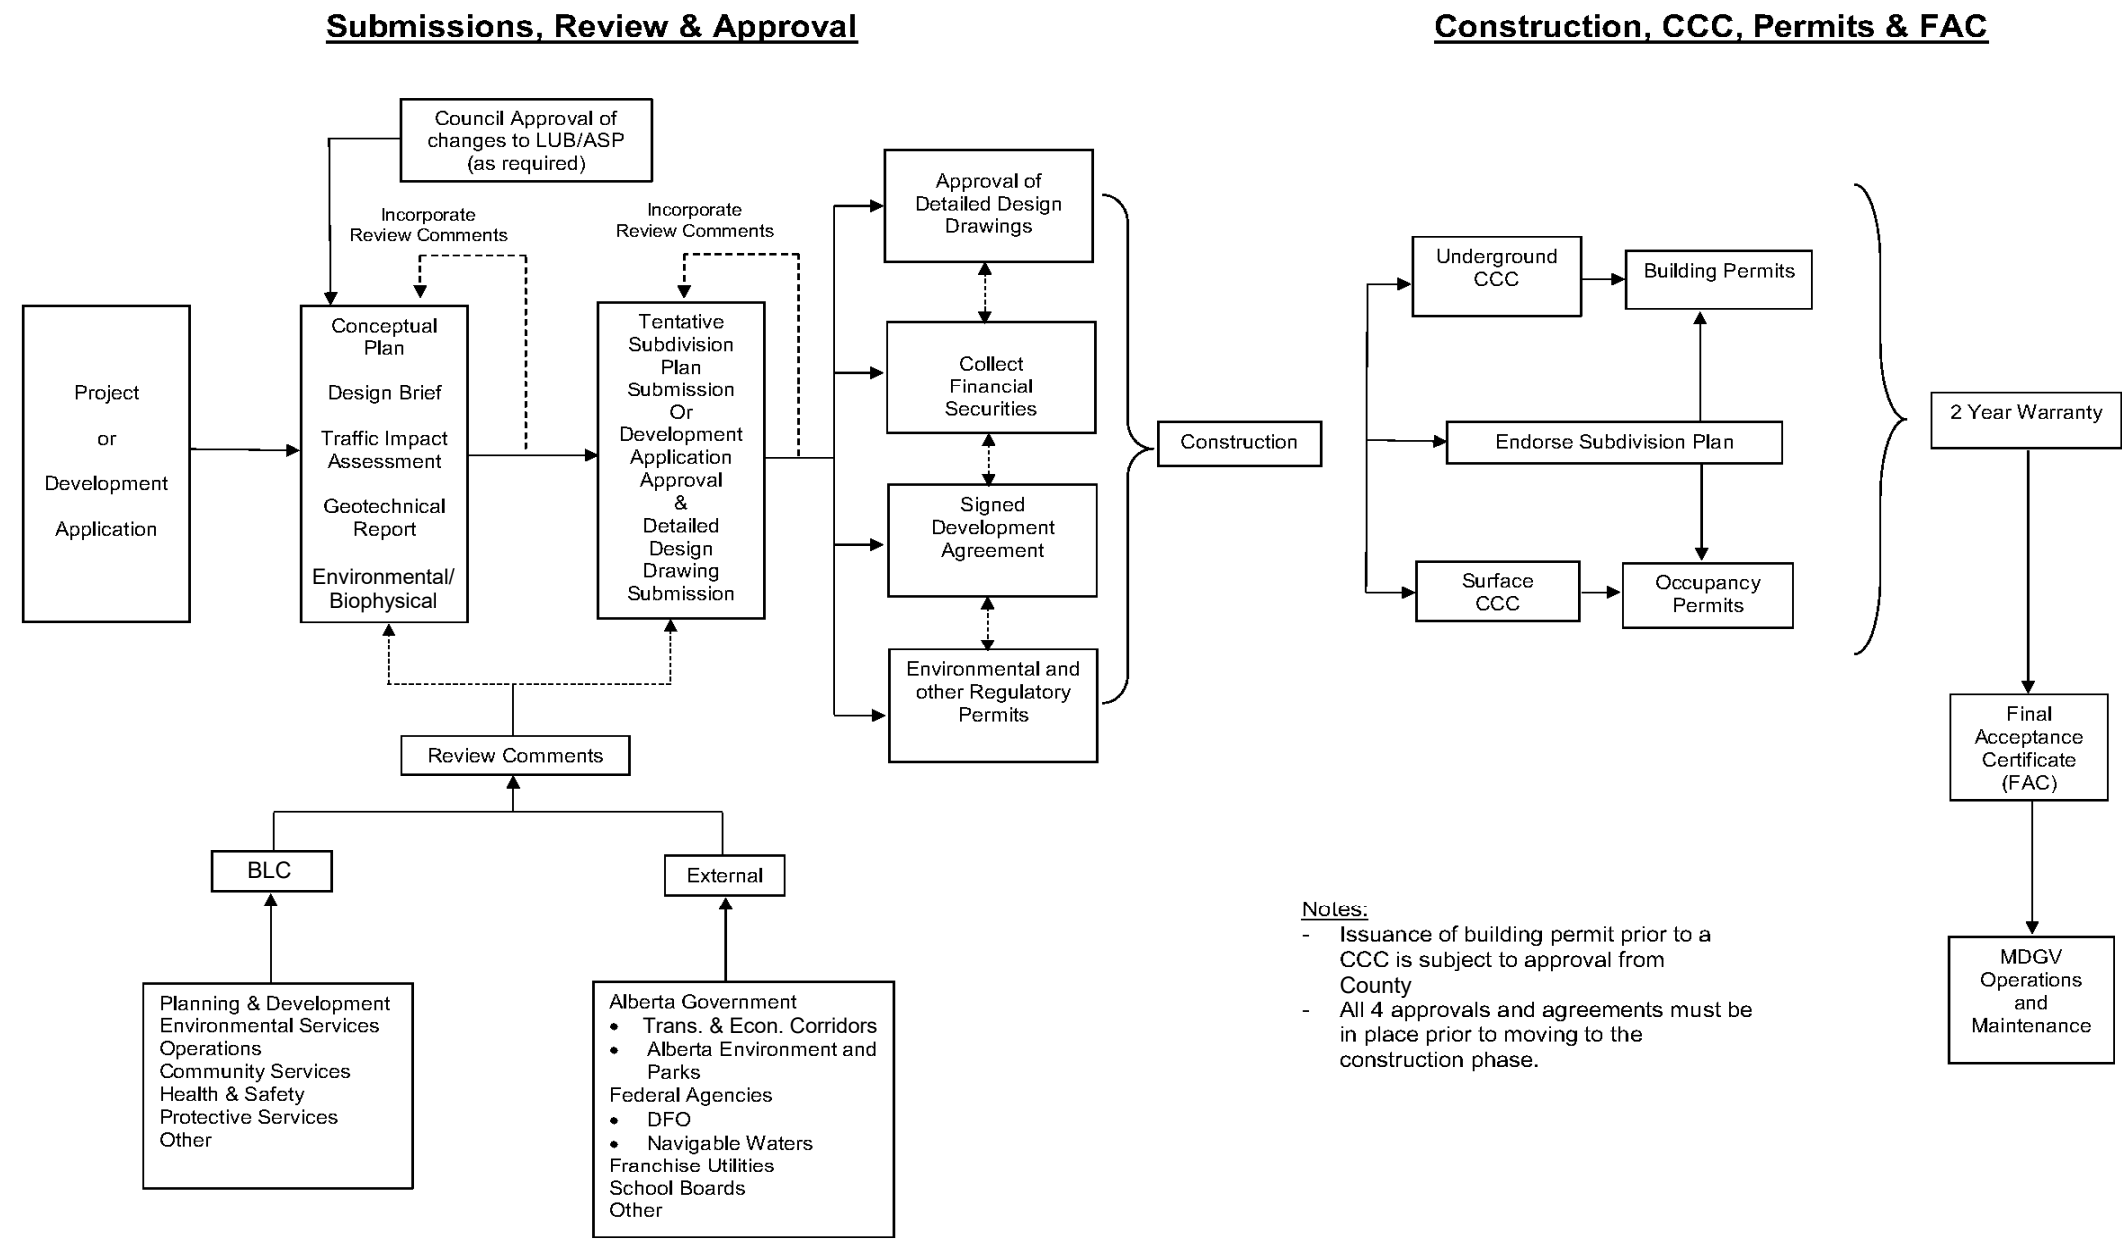 Submissions, Review & Approval
Construction, CCC, Permits & FAC
Council Approval of
changes to LUB/ASP
(as required)
Incorporate
Review Comments
Incorporate
Review Comments
Project
or
Development
Application
Conceptual
Plan
Design Brief
Traffic Impact
Assessment
Geotechnical
Report
Environmental/
Biophysical
Tentative
Subdivision
Plan
Submission
Or
Development
Application
Approval
&
Detailed
Design
Drawing
Submission
Approval of
Detailed Design
Drawings
Collect
Financial
Securities
Signed
Development
Agreement
Environmental and
other Regulatory
Permits
Construction
Underground
CCC
Building Permits
Endorse Subdivision Plan
Surface
CCC
Occupancy
Permits
2 Year Warranty
Final
Acceptance
Certificate
(FAC)
MDGV
Operations
and
Maintenance
Review Comments
BLC
External
Planning & Development
Environmental Services
Operations
Community Services
Health & Safety
Protective Services
Other
Alberta Government
• Trans. & Econ. Corridors
• Alberta Environment and
Parks
Federal Agencies
• DFO
• Navigable Waters
Franchise Utilities
School Boards
Other
Notes:
- Issuance of building permit prior to a
CCC is subject to approval from
County
- All 4 approvals and agreements must be
in place prior to moving to the
construction phase.